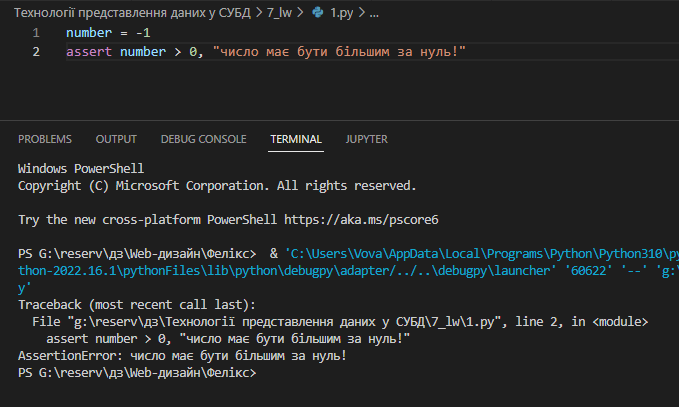 Технології представлення даних у СУБД > 7_lw > 1.py > ...
1 number = -1
2 assert number > 0, "число має бути більшим за нуль!"
PROBLEMS OUTPUT DEBUG CONSOLE TERMINAL JUPYTER
Windows PowerShell
Copyright (C) Microsoft Corporation. All rights reserved.
Try the new cross-platform PowerShell https://aka.ms/pscore6
PS G:\reserv\дз\Web-дизайн\Фелікс> & 'C:\Users\Vova\AppData\Local\Programs\Python\Python310\py
thon-2022.16.1\pythonFiles\lib\python\debugpy\adapter/../..\debugpy\launcher' '60622' '--' 'g:\
y'
Traceback (most recent call last):
File "g:\reserv\дз\Технології представлення даних у СУБД\7_lw\1.py", line 2, in <module>
assert number > 0, "число має бути більшим за нуль!"
AssertionError: число має бути більшим за нуль!
PS G:\reserv\дз\Web-дизайн\Фелікс>